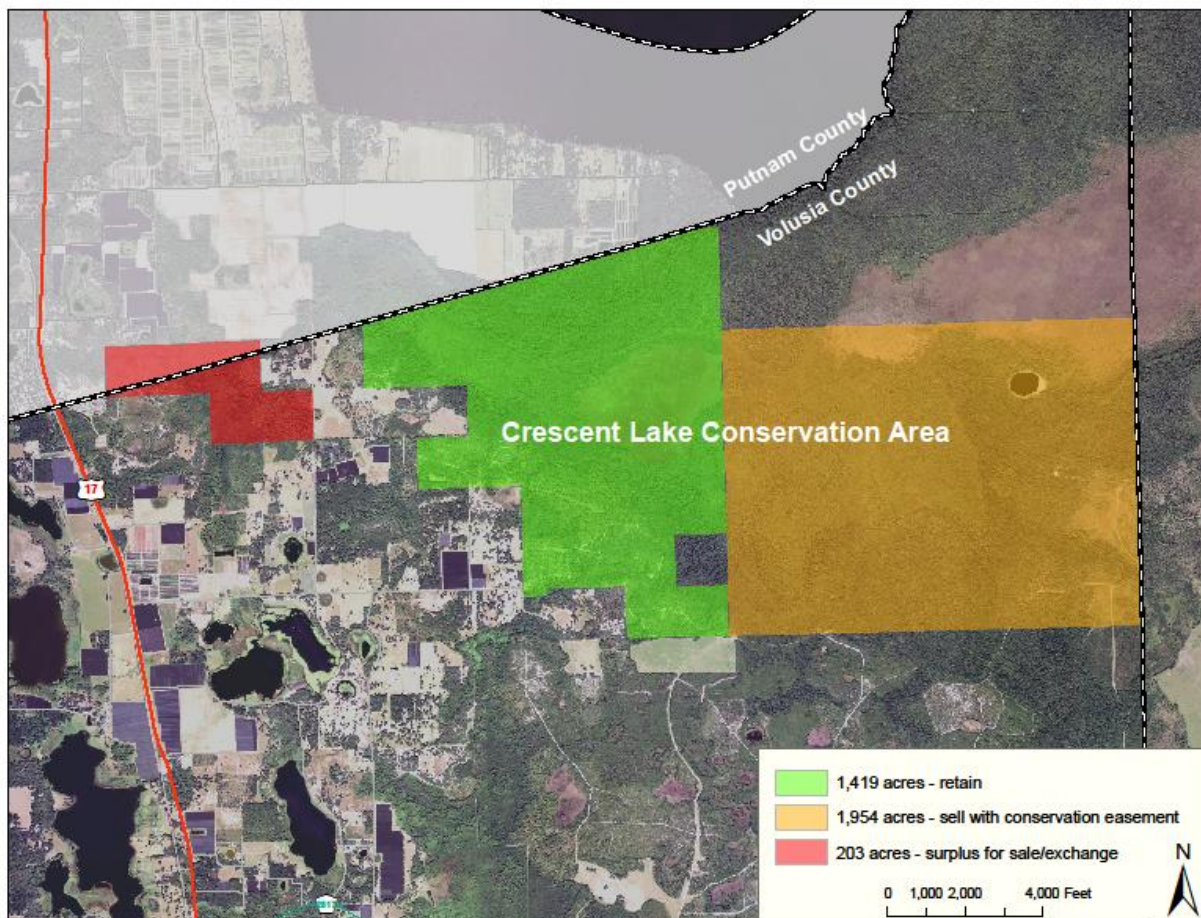 Putnam County
Volusia County
17
Crescent Lake Conservation Area
1,419 acres - retain
1,954 acres - sell with conservation easement
203 acres - surplus for sale/exchange
N
0 1,000 2,000 4,000 Feet